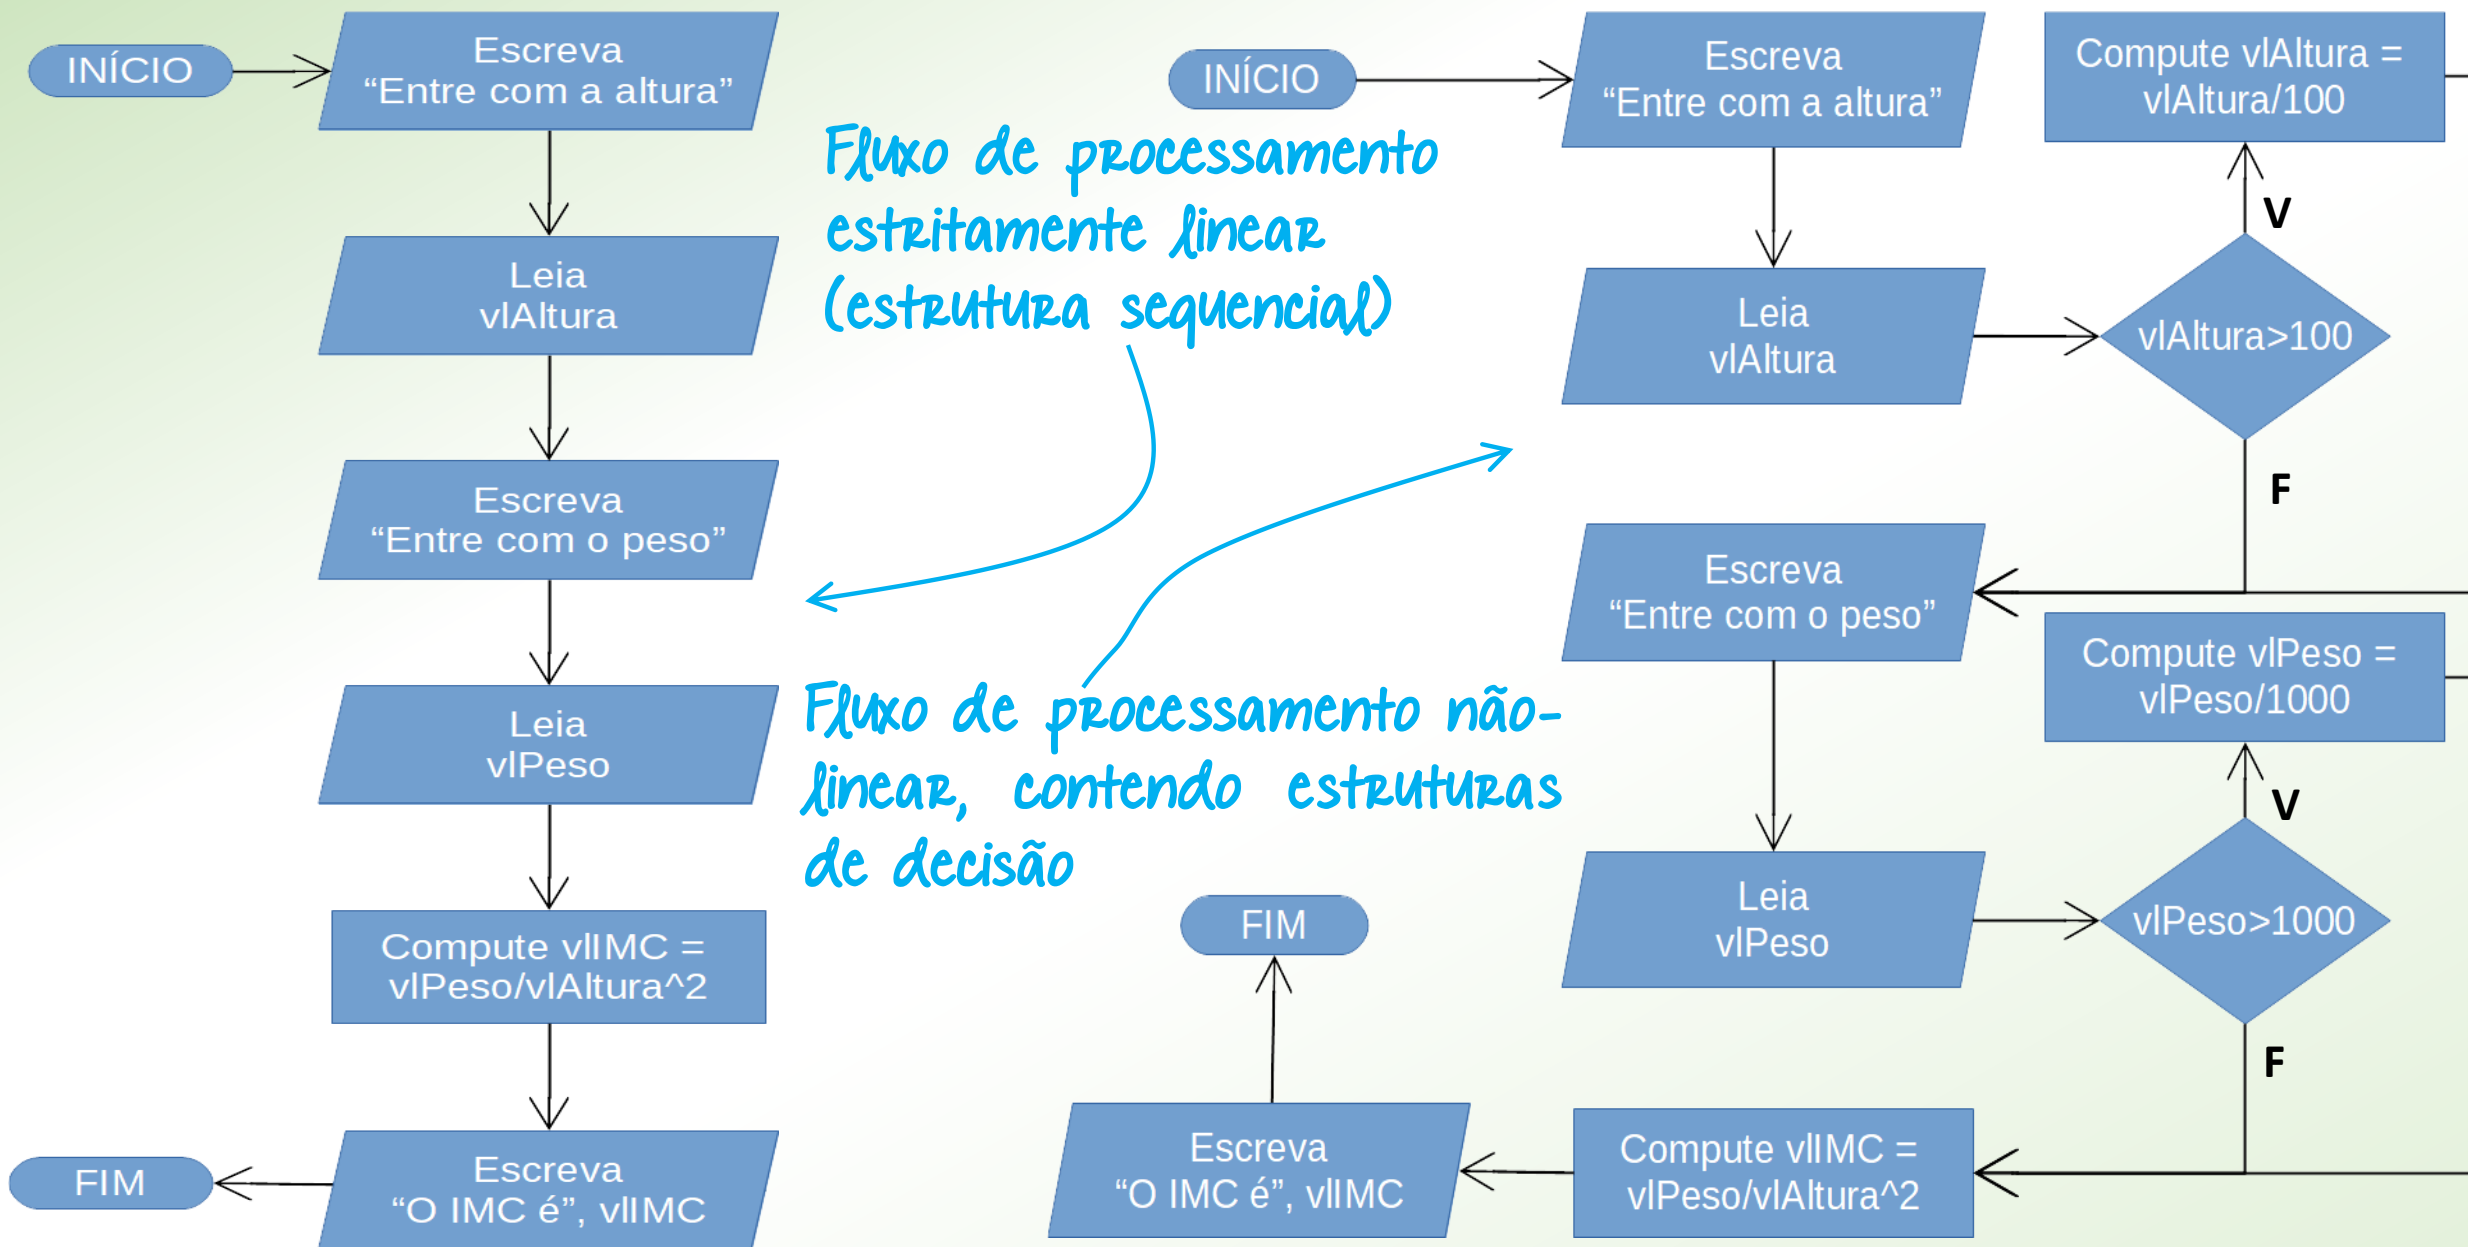 INÍCIO
Escreva
“Entre com a altura”
Leia
vlAltura
Escreva
“Entre com o peso”
Leia
vlPeso
Compute vlIMC =
vlPeso/vlAltura^2
Escreva
“O IMC é”, vlIMC
FIM
Fluxo de processamento
estritamente linear
(estrutura sequencial)
Fluxo de processamento não-
linear, contendo estruturas
de decisão
INÍCIO
Escreva
“Entre com a altura”
Leia
vlAltura
vlAltura>100
V
Compute vlAltura =
vlAltura/100
F
Escreva
“Entre com o peso”
Leia
vlPeso
vlPeso>1000
V
Compute vlPeso =
vlPeso/1000
F
Compute vlIMC =
vlPeso/vlAltura^2
Escreva
“O IMC é”, vlIMC
FIM